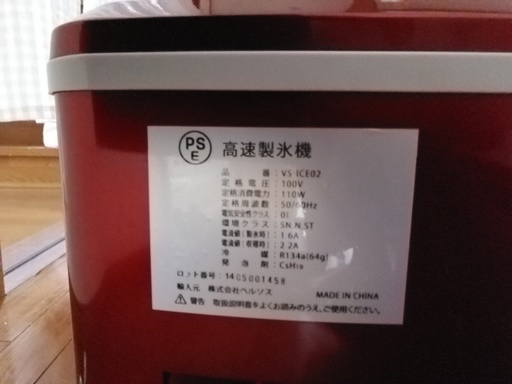 PS
E
高速製氷機
品番：VS ICE02
定格電圧：100V
定格消費電力：110W
定格周波数：50/60Hz
電気安全性クラス：0I
環境クラス：SN.N.ST
電流値(製氷時)：1.6A
電流値(収穫時)：2.2A
冷媒：R134a(64g)
発泡剤：C5H10
ロット番号：1405001458
輸入元 株式会社ベルソス
MADE IN CHINA
警告 取扱説明書をよくお読みのうえ、ご使用ください。